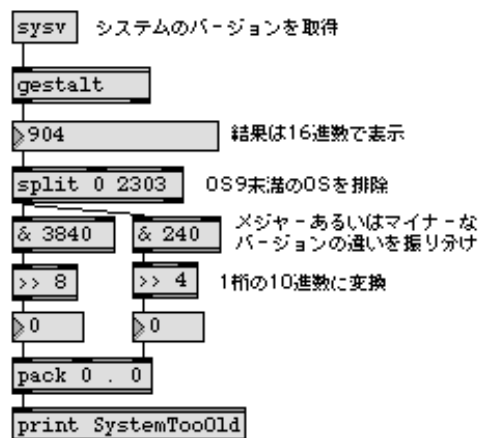 sysv システムのバージョンを取得
gestalt
904 結果は16進数で表示
split 0 2303 OS9未満のOSを排除
& 3840 & 240 メジャーあるいはマイナーな
バージョンの違いを振り分け
>> 8 >> 4 1桁の10進数に変換
0 0
pack 0 . 0
print SystemTooOld